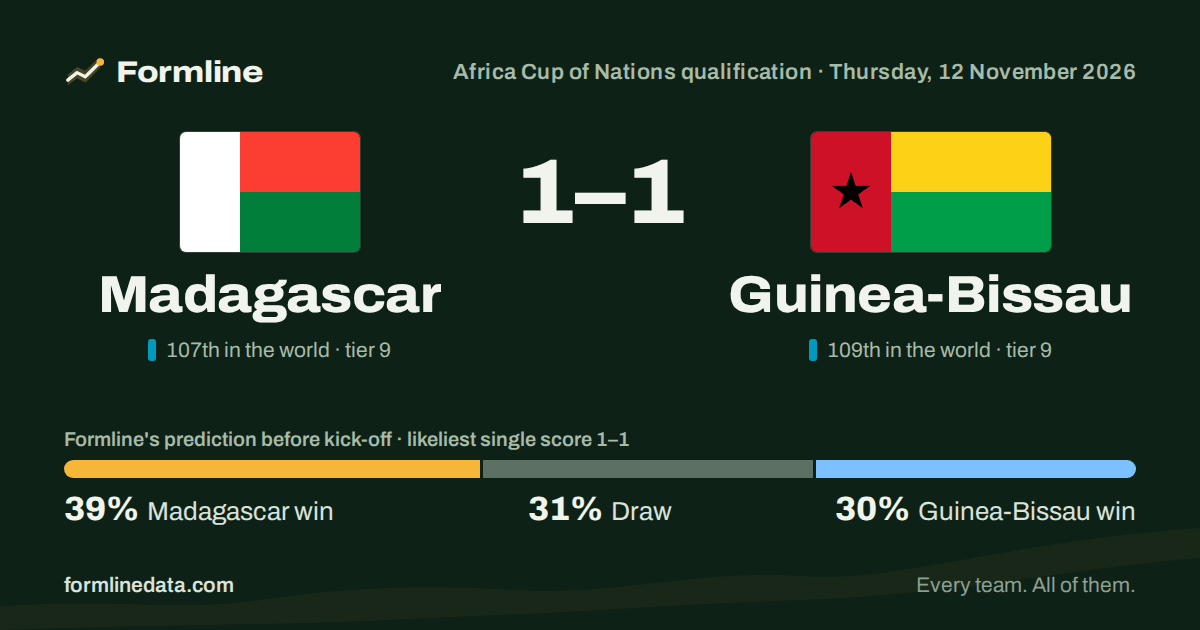 Formline
Africa Cup of Nations qualification · Thursday, 12 November 2026
1–1
Madagascar
Guinea-Bissau
107th in the world · tier 9
109th in the world · tier 9
Formline's prediction before kick-off · likeliest single score 1–1
39% Madagascar win
31% Draw
30% Guinea-Bissau win
formlinedata.com
Every team. All of them.